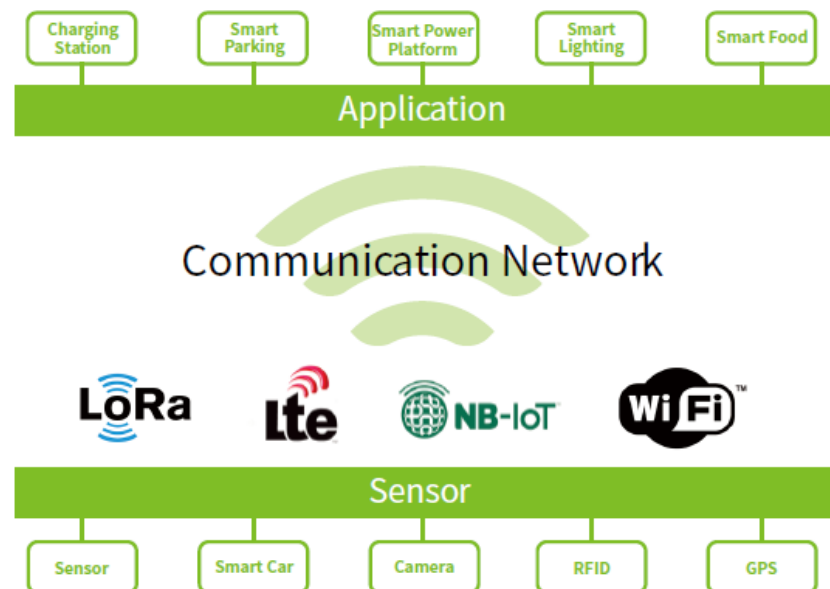 Charging
Station
Smart
Parking
Smart Power
Platform
Smart
Lighting
Smart Food
Application
Communication Network
LoRa
lte
NB-IoT
Wi Fi™
Sensor
Sensor
Smart Car
Camera
RFID
GPS